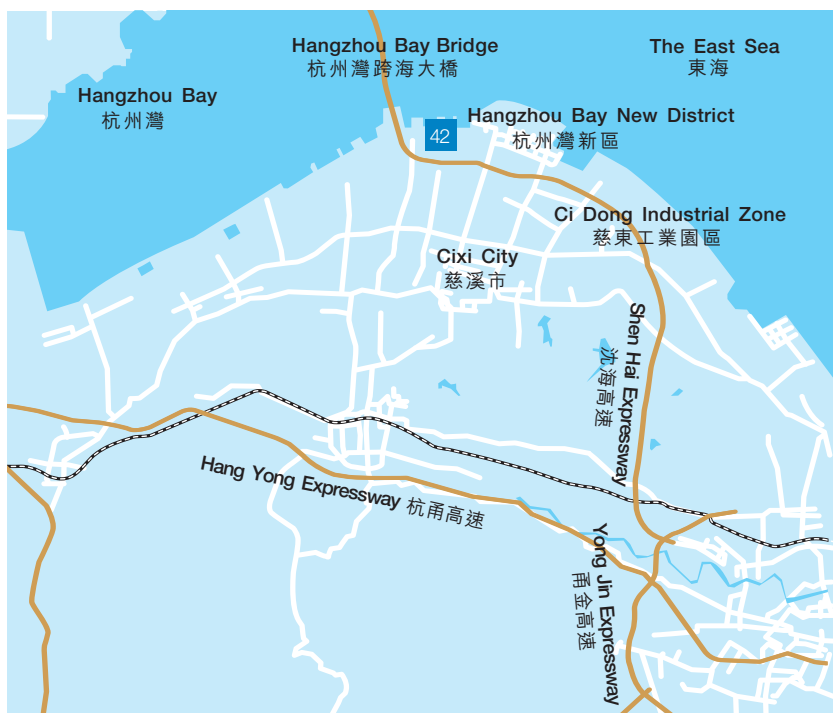 Hangzhou Bay Bridge
杭州灣跨海大橋
The East Sea
東海
Hangzhou Bay
杭州灣
42
Hangzhou Bay New District
杭州灣新區
Ci Dong Industrial Zone
慈東工業園區
Cixi City
慈溪市
Shen Hai Expressway
沈海高速
Hang Yong Expressway 杭甬高速
Yong Jin Expressway
甬金高速